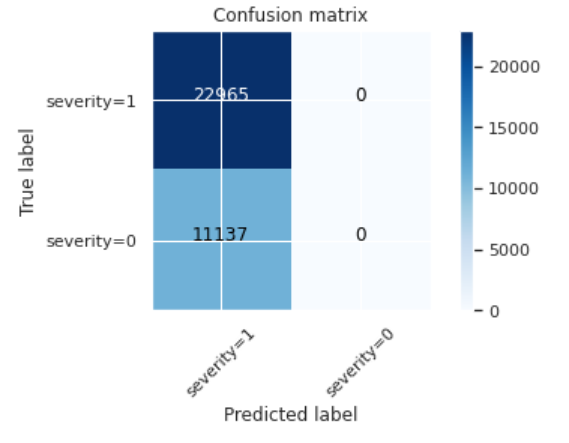 Confusion matrix
severity=1
22965
0
20000
15000
True label
10000
severity=0
11137
0
5000
0
severity=1
severity=0
Predicted label